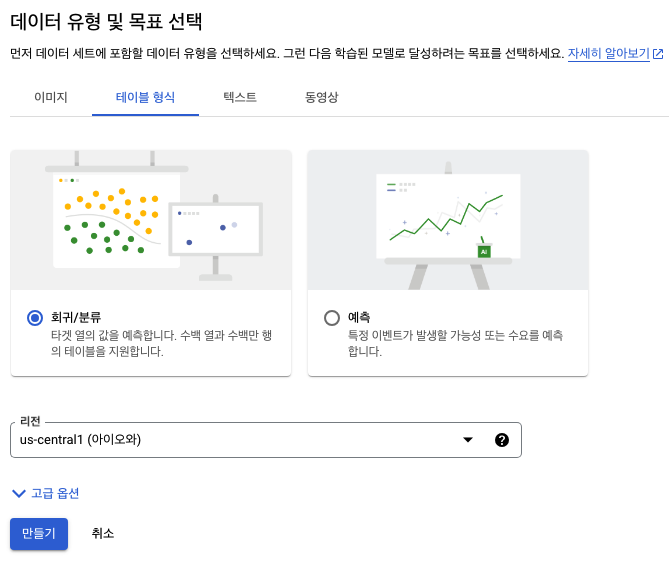 데이터 유형 및 목표 선택
먼저 데이터 세트에 포함할 데이터 유형을 선택하세요. 그런 다음 학습된 모델로 달성하려는 목표를 선택하세요. 자세히 알아보기
이미지
테이블 형식
텍스트
동영상
AI
회귀/분류
타겟 열의 값을 예측합니다. 수백 열과 수백만 행
의 테이블을 지원합니다.
예측
특정 이벤트가 발생할 가능성 또는 수요를 예측
합니다.
리전
us-central1 (아이오와)
?
고급 옵션
만들기
취소